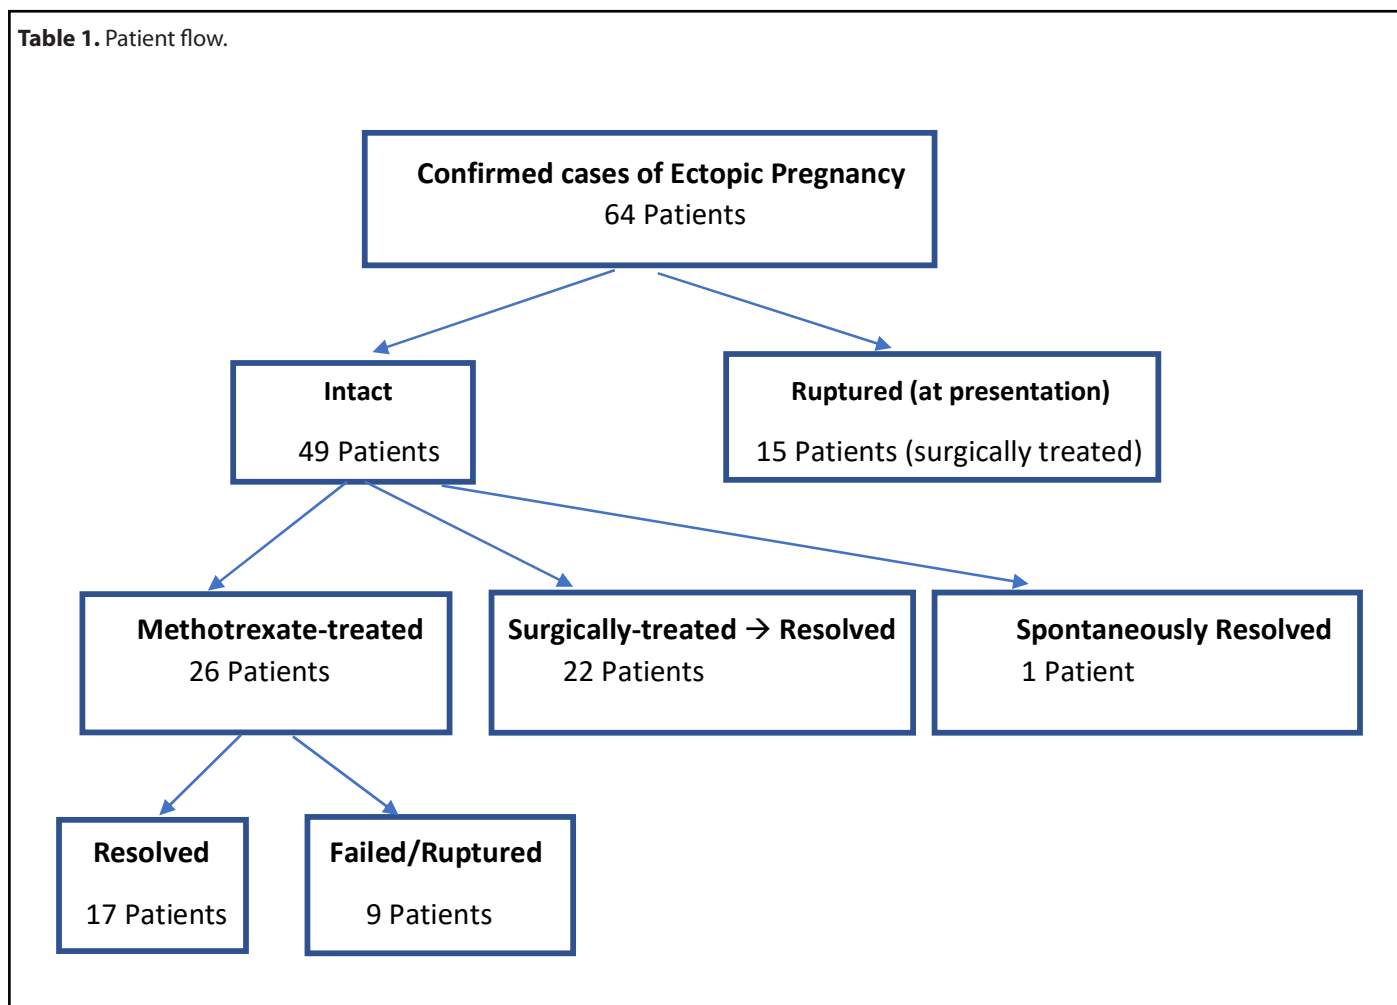 Table 1. Patient flow.
Confirmed cases of Ectopic Pregnancy
64 Patients
Intact
49 Patients
Ruptured (at presentation)
15 Patients (surgically treated)
Methotrexate-treated
26 Patients
Surgically-treated → Resolved
22 Patients
Spontaneously Resolved
1 Patient
Resolved
17 Patients
Failed/Ruptured
9 Patients